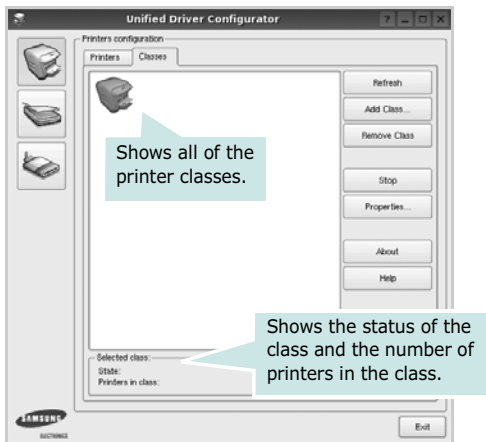 Unified Driver Configurator
Printers configuration
Printers Classes
Refresh
Add Class...
Remove Class
Shows all of the
printer classes.
Stop
Properties...
About
Help
Shows the status of the
class and the number of
printers in the class.
Selected class:
State:
Printers in class:
SAMSUNG
ELECTRONICS
Exit